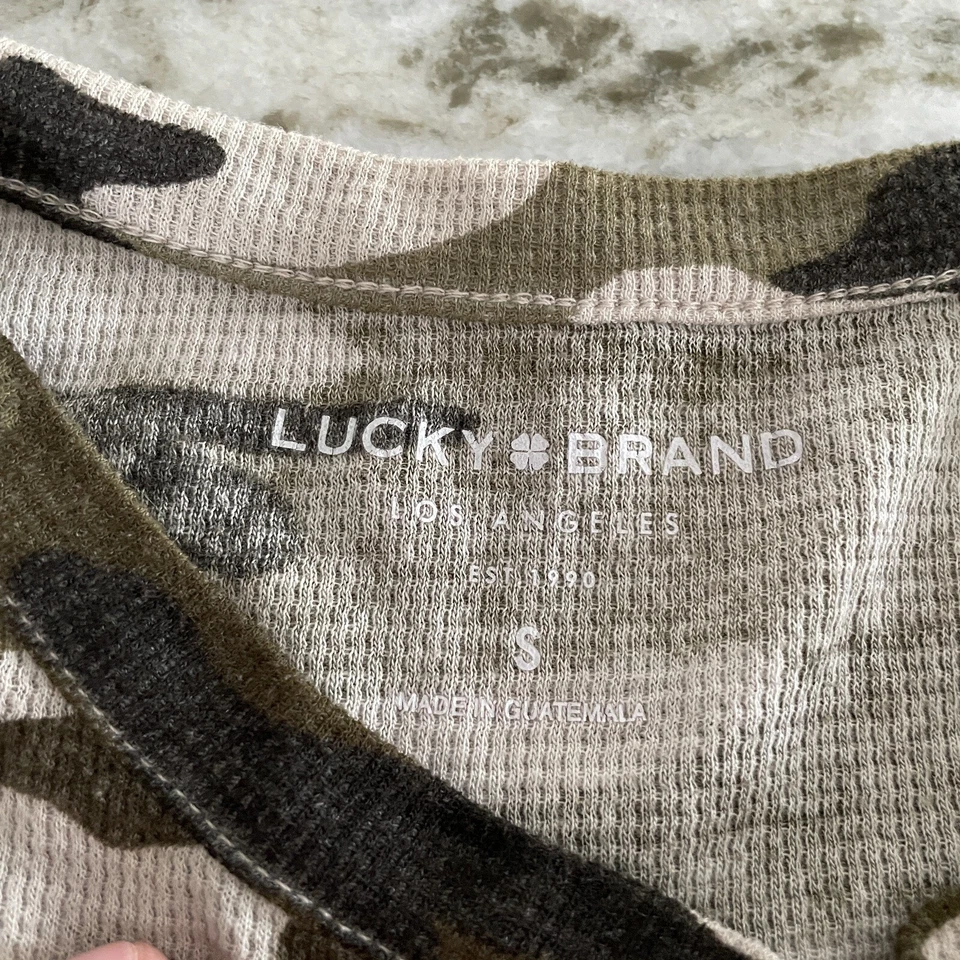 LUCKY BRAND
LOS ANGELES
EST 1990
S
MADE IN GUATEMALA